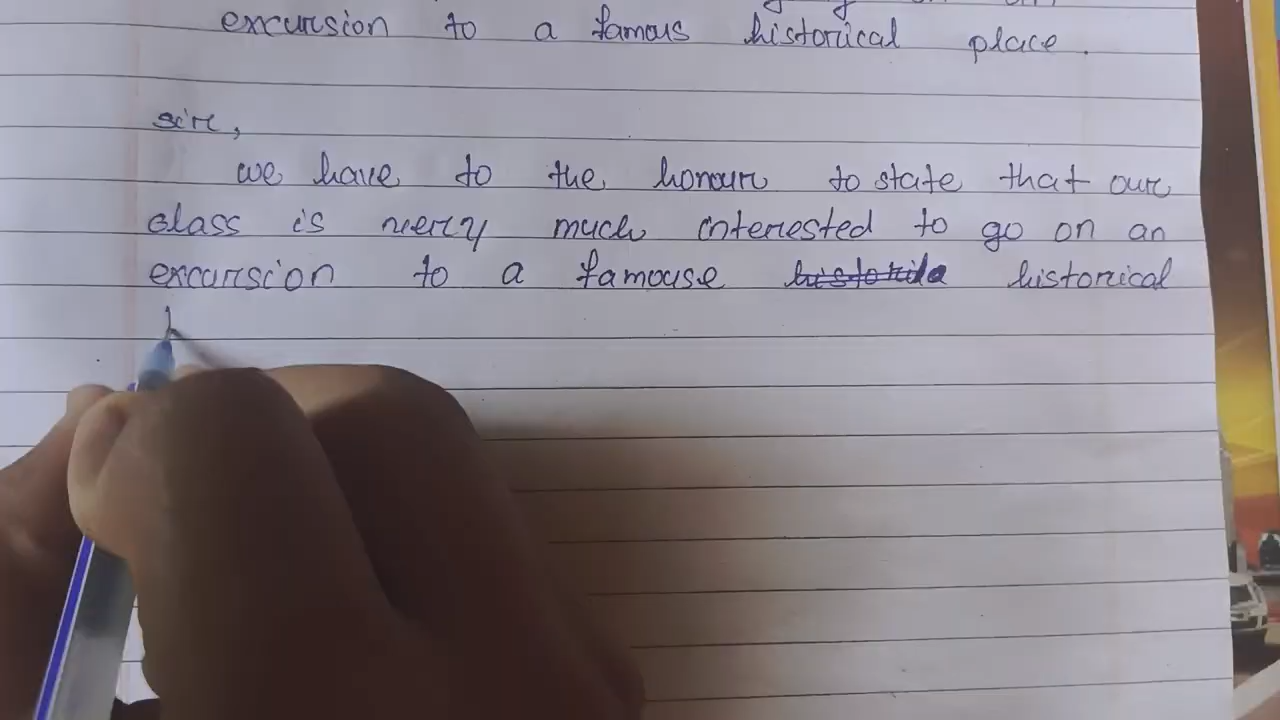 excursion to a famous historical place.
sir,
we have to the honour to state that our
class is very much interested to go on an
excurscion to a famouse historical